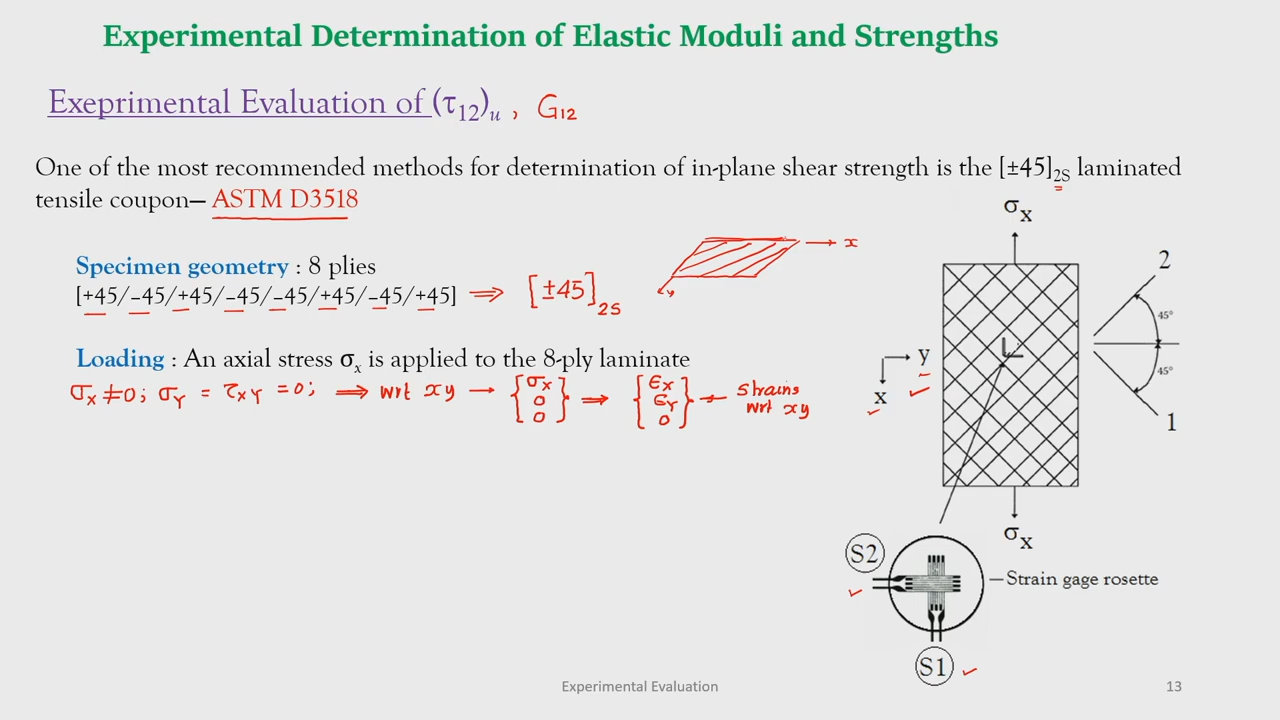 Experimental Determination of Elastic Moduli and Strengths
Exeprimental Evaluation of (τ12)u , G12
One of the most recommended methods for determination of in-plane shear strength is the [±45]2S laminated
tensile coupon– ASTM D3518
Specimen geometry : 8 plies
[+45/–45/+45/–45/–45/+45/–45/+45] ⇒ [±45]2S
x
y
Loading : An axial stress σx is applied to the 8-ply laminate
σx ≠ 0; σy = τxy = 0; ⇒ wrt xy → {σx 0 0} ⇒ {εx εy 0} ← strains wrt xy
σx
2
45°
45°
1
y
x
σx
S2
Strain gage rosette
S1
Experimental Evaluation
13